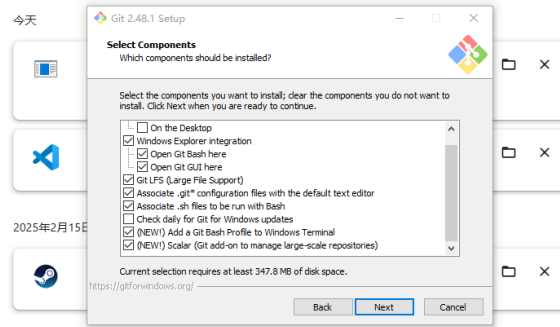 今天
Git 2.48.1 Setup
Select Components
Which components should be installed?
Select the components you want to install; clear the components you do not want to
install. Click Next when you are ready to continue.
On the Desktop
Windows Explorer integration
Open Git Bash here
Open Git GUI here
Git LFS (Large File Support)
Associate .git* configuration files with the default text editor
Associate .sh files to be run with Bash
Check daily for Git for Windows updates
(NEW!) Add a Git Bash Profile to Windows Terminal
(NEW!) Scalar (Git add-on to manage large-scale repositories)
2025年2月15日
Current selection requires at least 347.8 MB of disk space.
https://gitforwindows.org/
Back
Next
Cancel